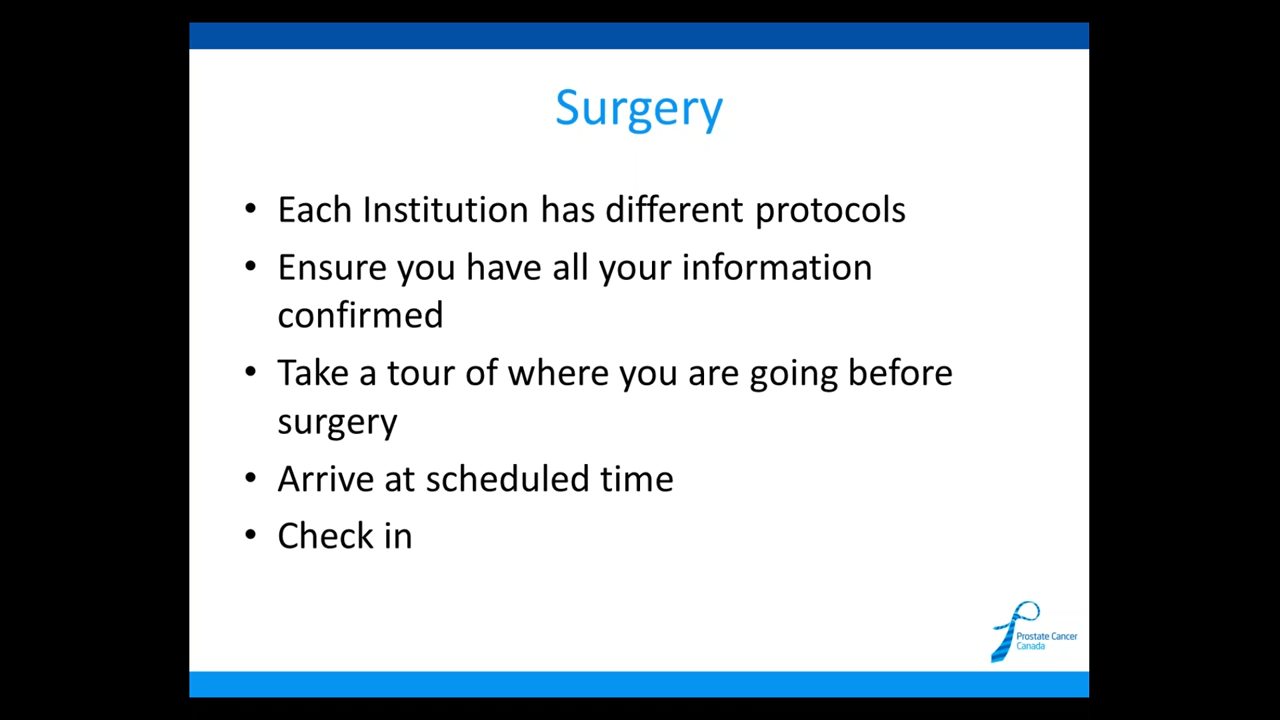 Surgery
• Each Institution has different protocols
• Ensure you have all your information
confirmed
• Take a tour of where you are going before
surgery
• Arrive at scheduled time
• Check in
Prostate Cancer
Canada